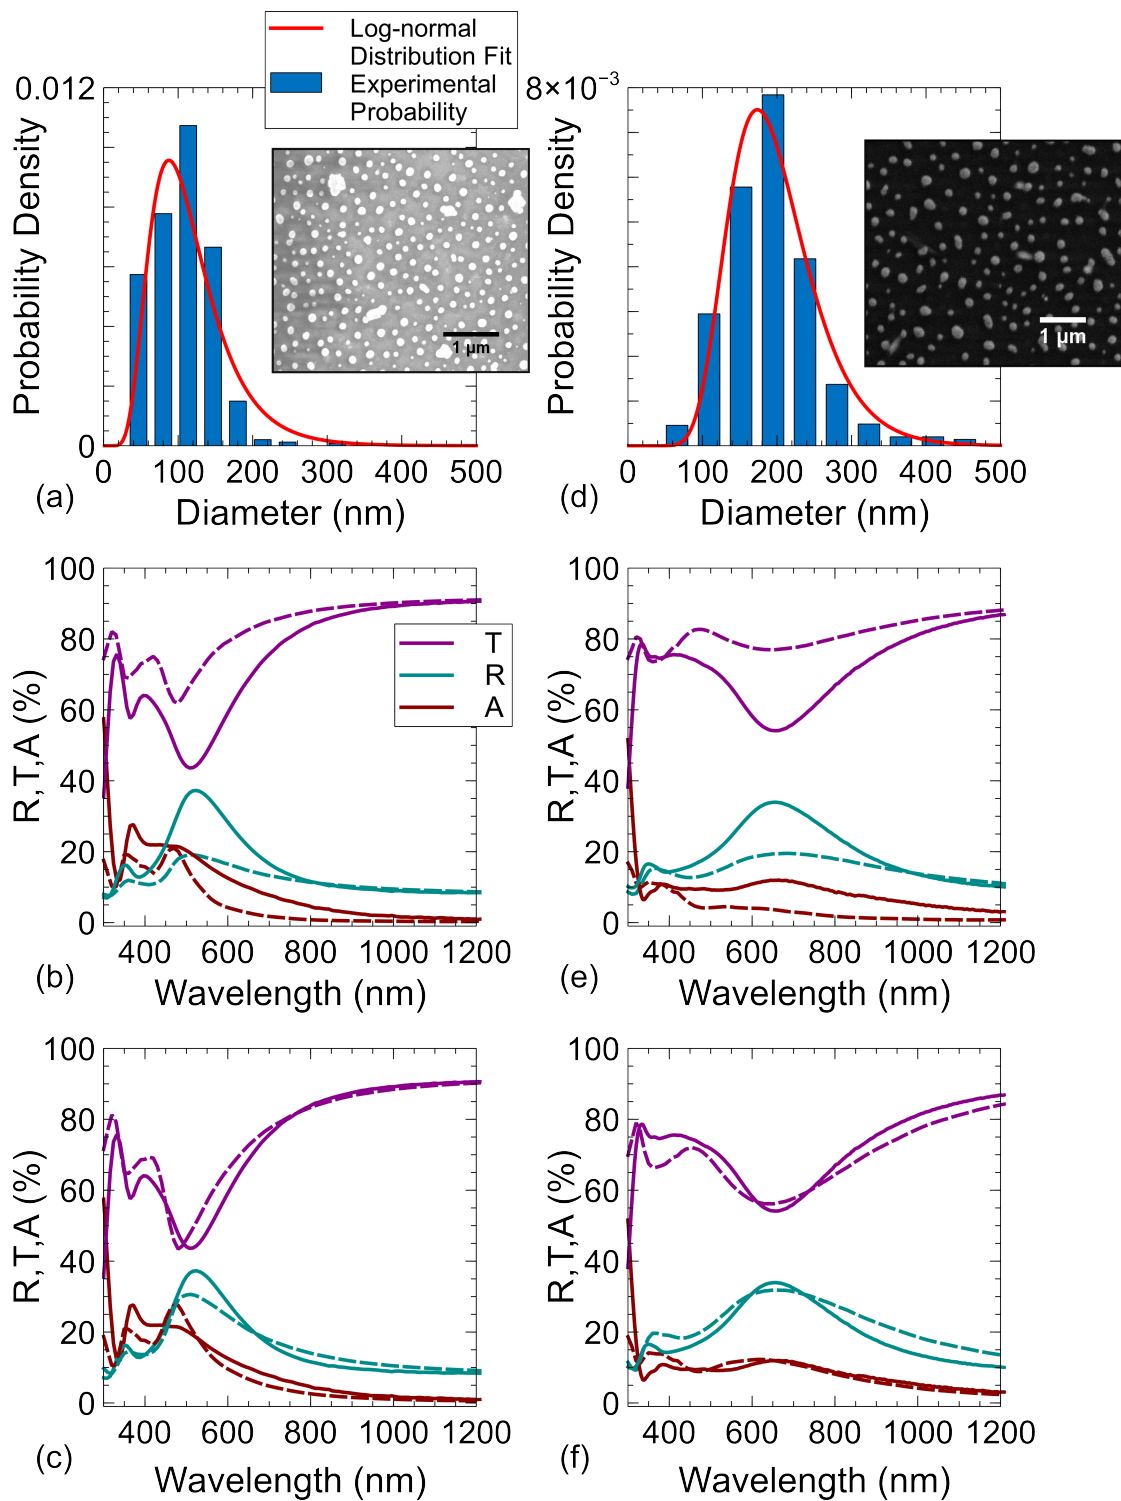 Log-normal
Distribution Fit
Experimental
Probability
0.012
0
Probability Density
0 100 200 300 400 500
Diameter (nm)
1 µm
(a)
8×10⁻³
0
Probability Density
0 100 200 300 400 500
Diameter (nm)
1 µm
(d)
100
80
60
40
20
0
R,T,A (%)
T
R
A
400 600 800 1000 1200
Wavelength (nm)
(b)
100
80
60
40
20
0
R,T,A (%)
400 600 800 1000 1200
Wavelength (nm)
(e)
100
80
60
40
20
0
R,T,A (%)
400 600 800 1000 1200
Wavelength (nm)
(c)
100
80
60
40
20
0
R,T,A (%)
400 600 800 1000 1200
Wavelength (nm)
(f)